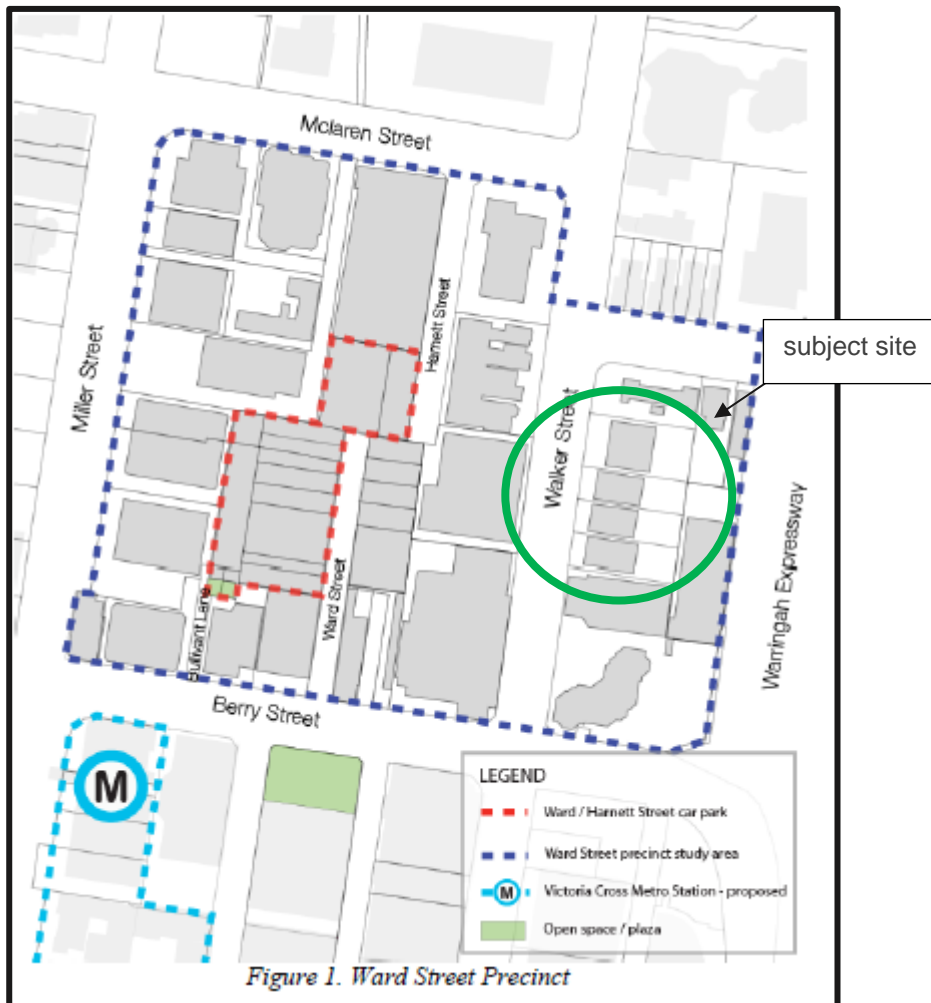 Mclaren Street
Harnett Street
subject site
Miller Street
Walker Street
Warringah Expressway
Ward Street
Bullivant Lane
Berry Street
M
LEGEND
Ward / Harnett Street car park
Ward Street precinct study area
M
Victoria Cross Metro Station - proposed
Open space / plaza
Figure 1. Ward Street Precinct